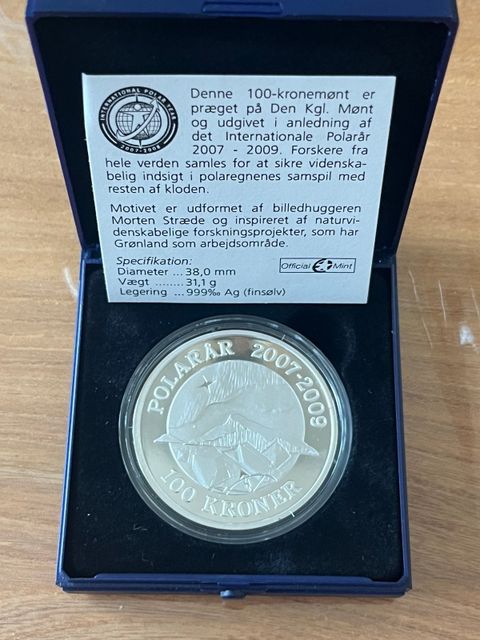 INTERNATIONAL POLAR YEAR
2007-2008
Denne 100-kronemønt er
præget på Den Kgl. Mønt
og udgivet i anledning af
det Internationale Polarår
2007 - 2009. Forskere fra
hele verden samles for at sikre videnska-
belig indsigt i polaregnenes samspil med
resten af kloden.
Motivet er udformet af billedhuggeren
Morten Stræde og inspireret af naturvi-
denskabelige forskningsprojekter, som har
Grønland som arbejdsområde.
Specifikation:
Diameter ... 38,0 mm
Vægt ........ 31,1 g
Legering ... 999‰ Ag (finsølv)
Official Mint
POLARÅR 2007-2009
100 KRONER